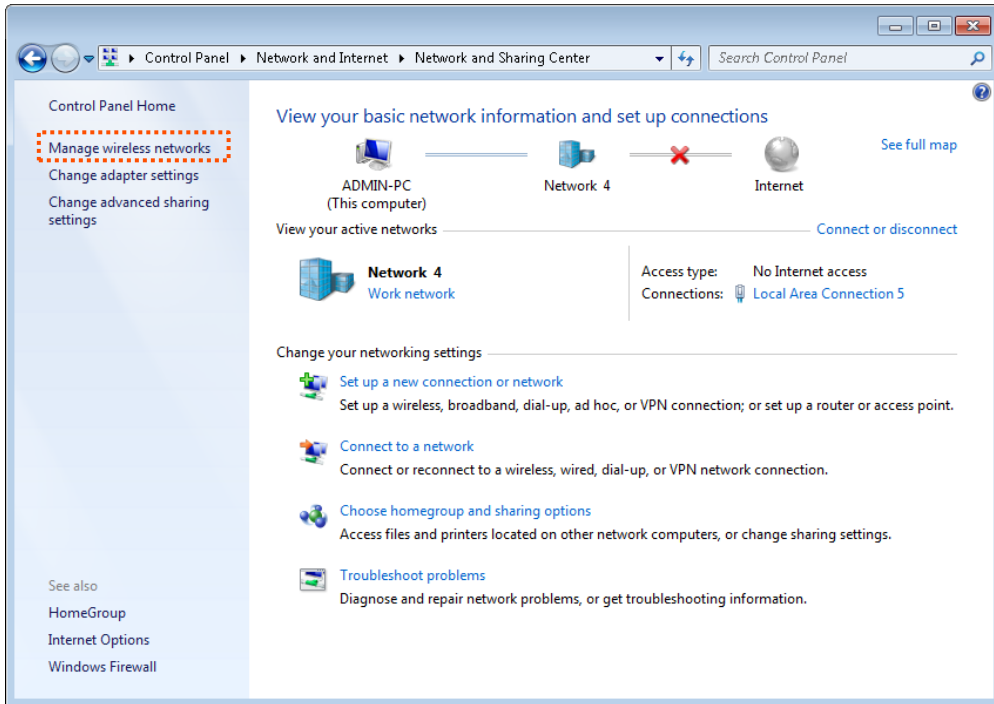 Control Panel Network and Internet Network and Sharing Center Search Control Panel
Control Panel Home
Manage wireless networks
Change adapter settings
Change advanced sharing
settings
See also
HomeGroup
Internet Options
Windows Firewall
View your basic network information and set up connections
See full map
ADMIN-PC
(This computer)
Network 4
Internet
View your active networks
Connect or disconnect
Network 4
Work network
Access type: No Internet access
Connections: Local Area Connection 5
Change your networking settings
Set up a new connection or network
Set up a wireless, broadband, dial-up, ad hoc, or VPN connection; or set up a router or access point.
Connect to a network
Connect or reconnect to a wireless, wired, dial-up, or VPN network connection.
Choose homegroup and sharing options
Access files and printers located on other network computers, or change sharing settings.
Troubleshoot problems
Diagnose and repair network problems, or get troubleshooting information.